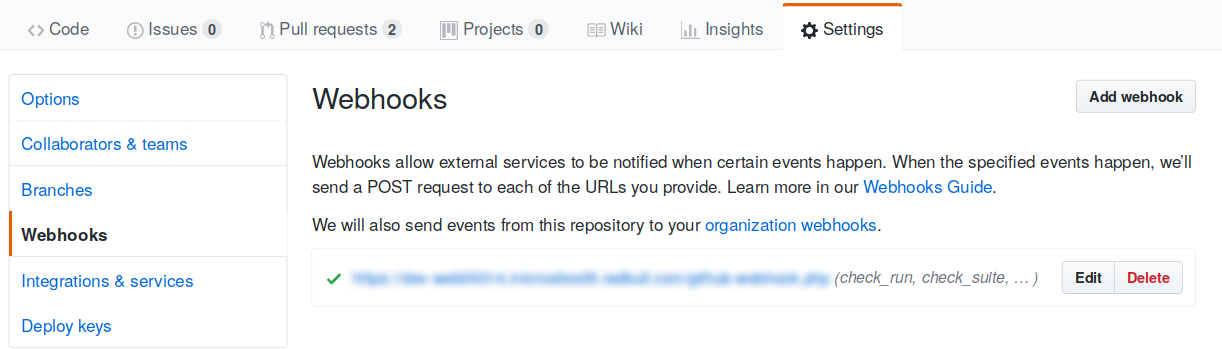 Code Issues 0 Pull requests 2 Projects 0 Wiki Insights Settings
Options
Collaborators & teams
Branches
Webhooks
Integrations & services
Deploy keys
Webhooks
Add webhook
Webhooks allow external services to be notified when certain events happen. When the specified events happen, we'll
send a POST request to each of the URLs you provide. Learn more in our Webhooks Guide.
We will also send events from this repository to your organization webhooks.
(check_run, check_suite, … ) Edit Delete